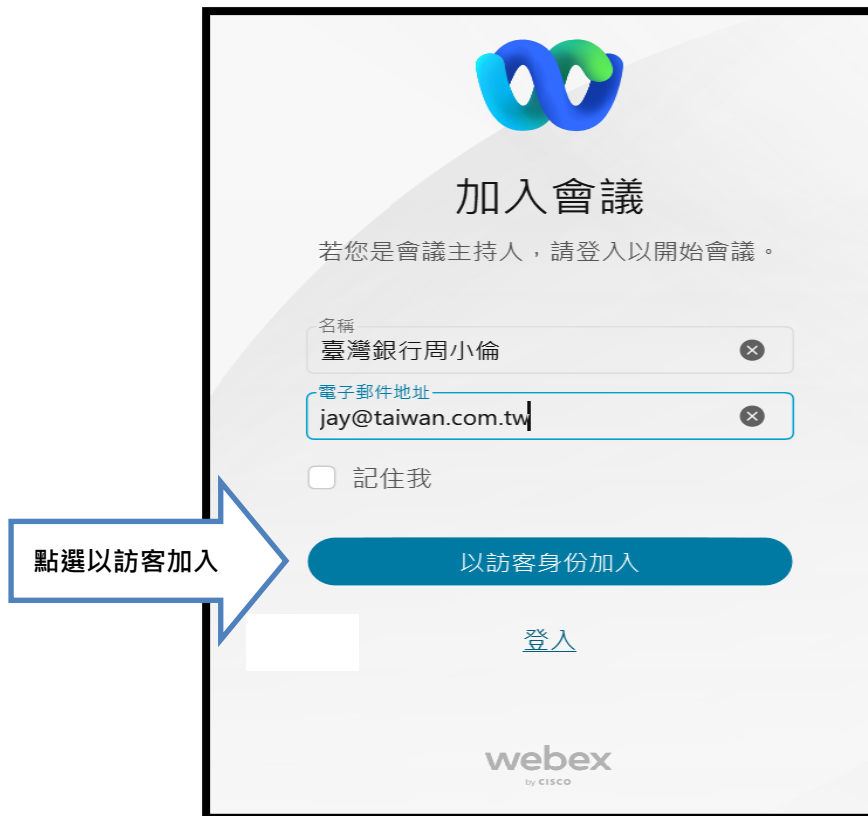 加入會議
若您是會議主持人，請登入以開始會議。
名稱
臺灣銀行周小倫
電子郵件地址
jay@taiwan.com.tw
記住我
點選以訪客加入
以訪客身份加入
登入
webex
by CISCO